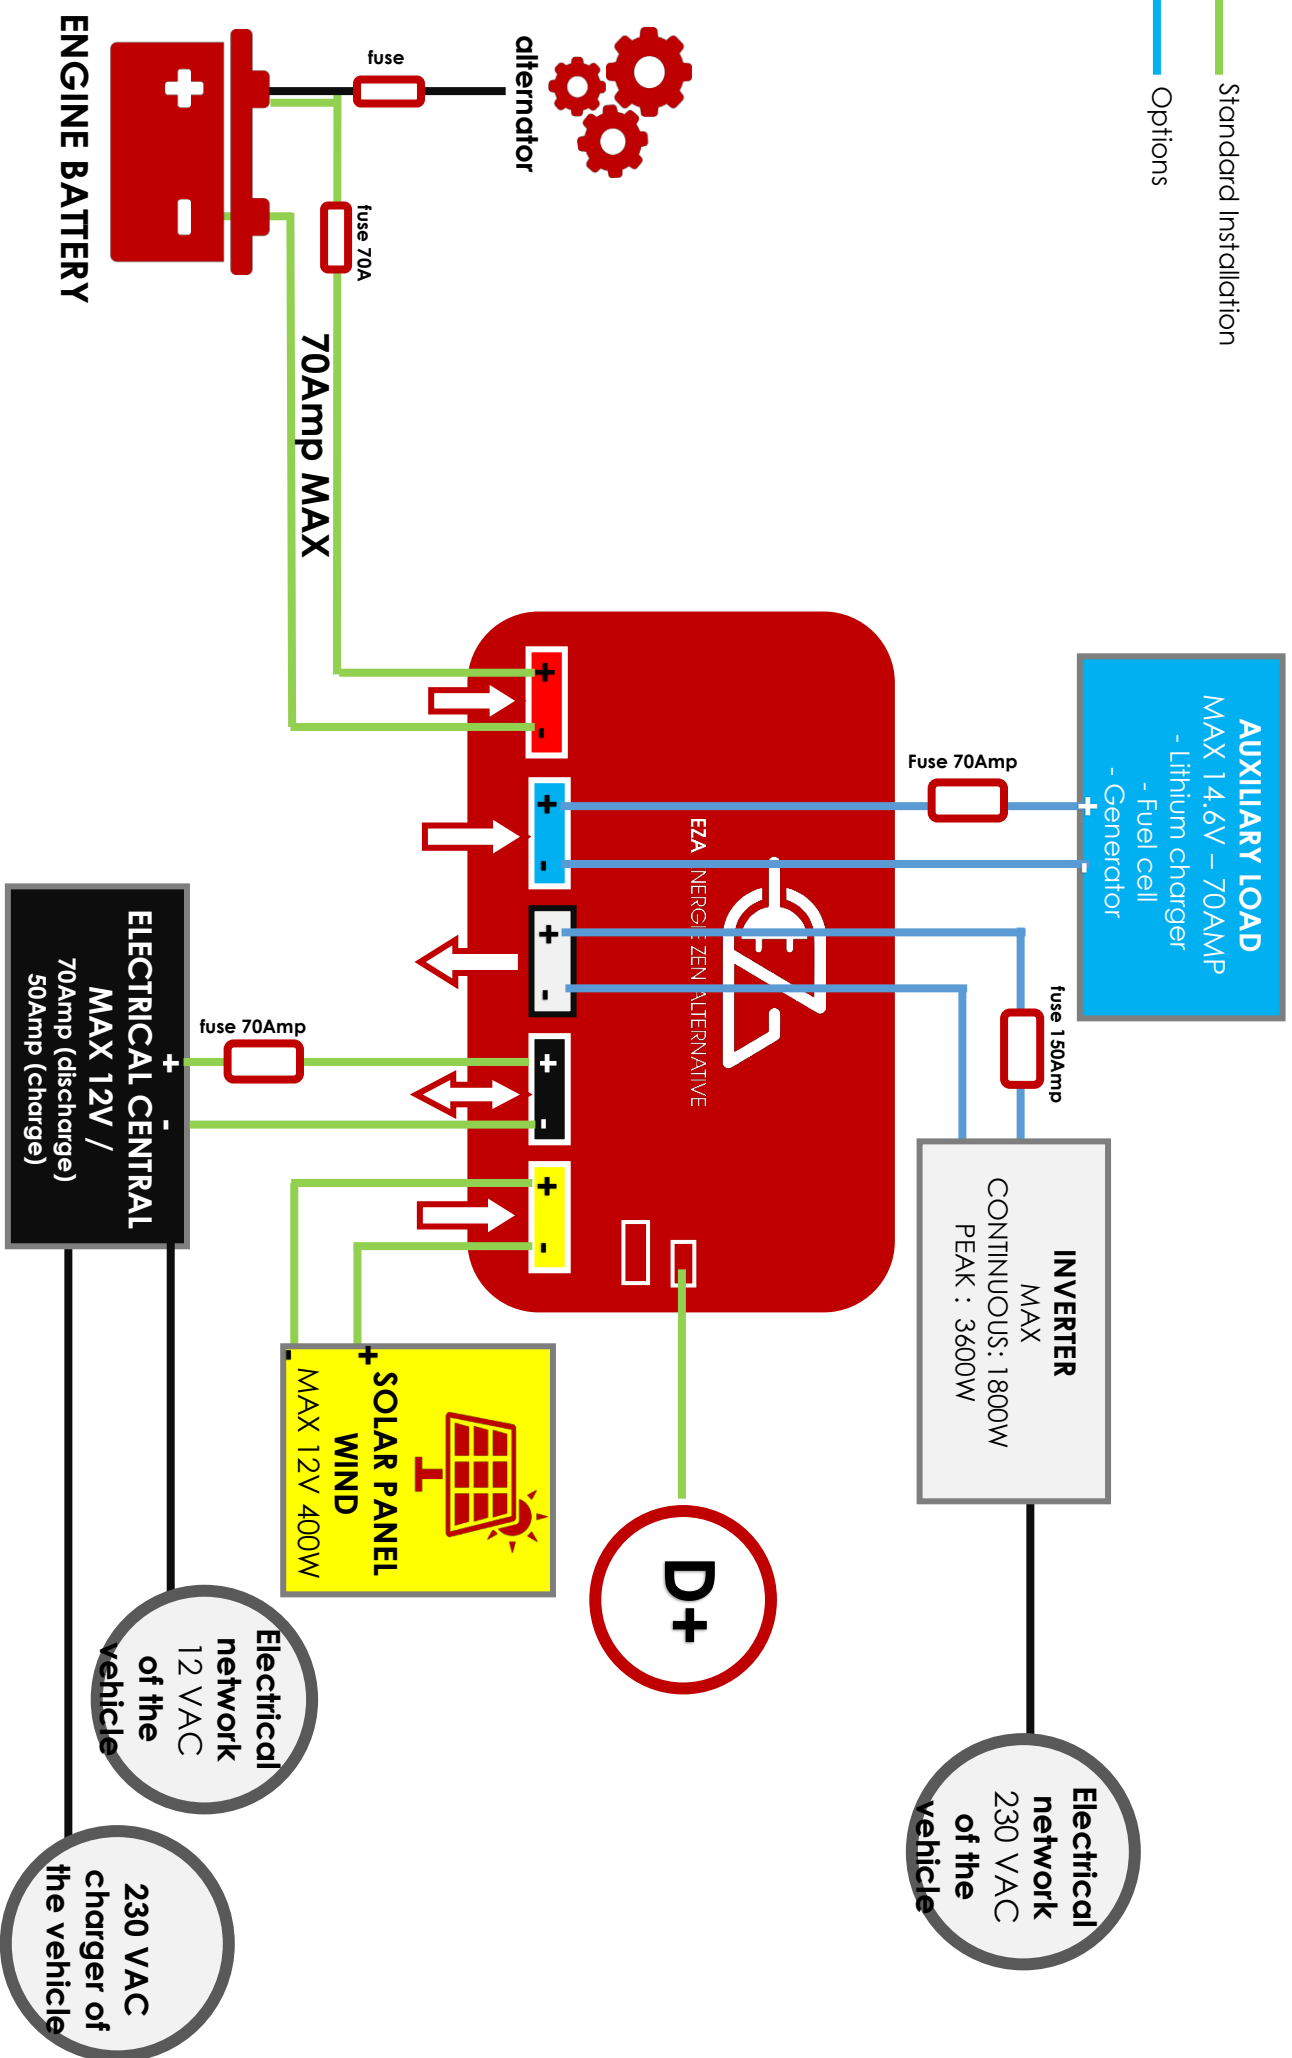 Standard Installation
Options
alternator
fuse
ENGINE BATTERY
fuse 70A
70Amp MAX
AUXILIARY LOAD
MAX 14.6V – 70AMP
- Lithium charger
- Fuel cell
- Generator
+
-
Fuse 70Amp
fuse 150Amp
INVERTER
MAX
CONTINUOUS: 1800W
PEAK : 3600W
Electrical
network
230 VAC
of the
vehicle
EZA NERGIE ZEN ALTERNATIVE
+
-
+
-
+
-
+
-
+
-
D+
fuse 70Amp
+
-
ELECTRICAL CENTRAL
MAX 12V /
70Amp (discharge)
50Amp (charge)
+
-
SOLAR PANEL
WIND
MAX 12V 400W
Electrical
network
12 VAC
of the
vehicle
230 VAC
charger of
the vehicle